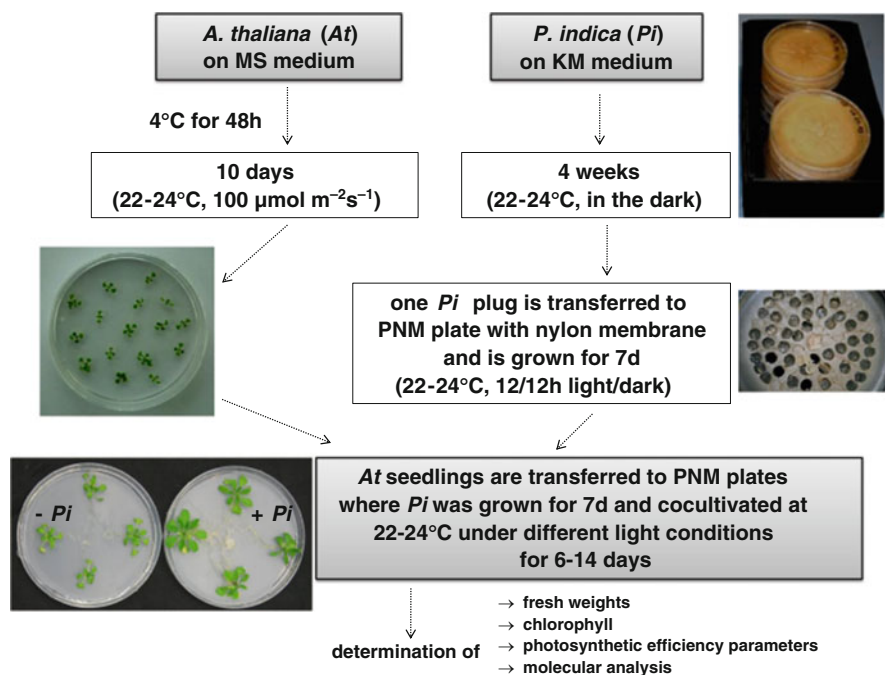 A. thaliana (At)
on MS medium
P. indica (Pi)
on KM medium
4°C for 48h
10 days
(22-24°C, 100 µmol m⁻²s⁻¹)
4 weeks
(22-24°C, in the dark)
one Pi plug is transferred to
PNM plate with nylon membrane
and is grown for 7d
(22-24°C, 12/12h light/dark)
- Pi
+ Pi
At seedlings are transferred to PNM plates
where Pi was grown for 7d and cocultivated at
22-24°C under different light conditions
for 6-14 days
determination of
→ fresh weights
→ chlorophyll
→ photosynthetic efficiency parameters
→ molecular analysis